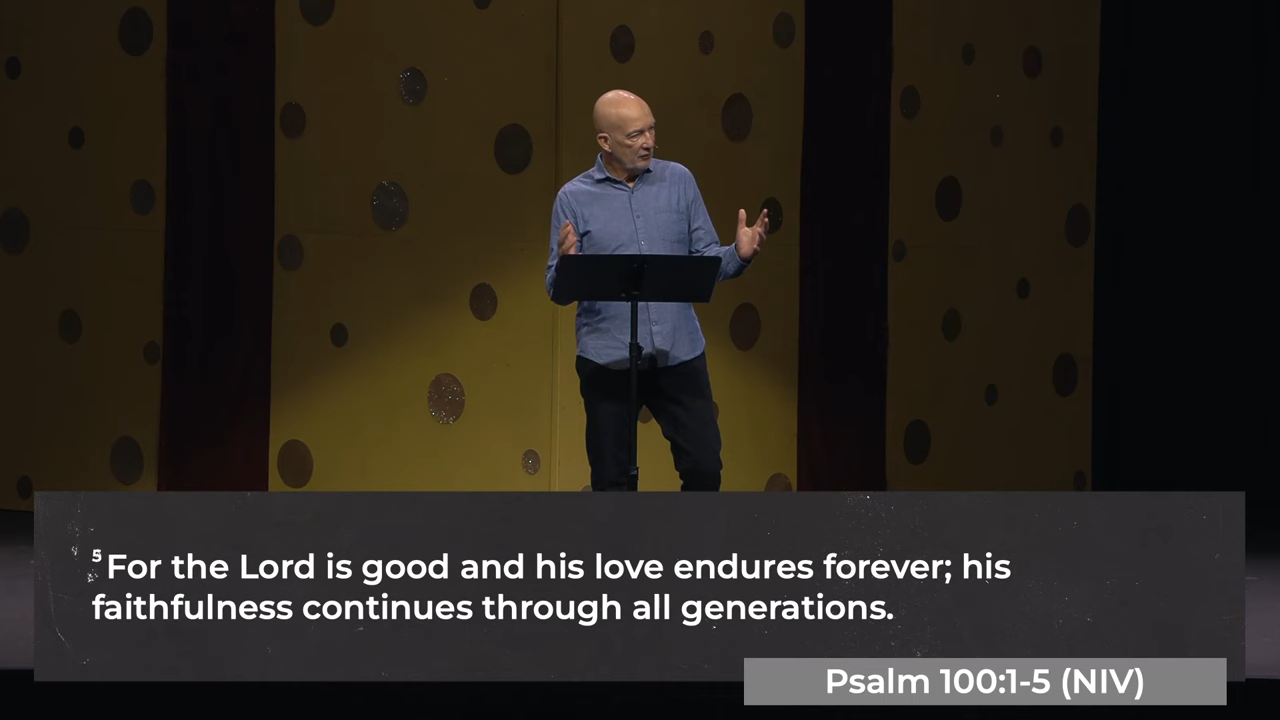 ⁵For the Lord is good and his love endures forever; his
faithfulness continues through all generations.
Psalm 100:1-5 (NIV)